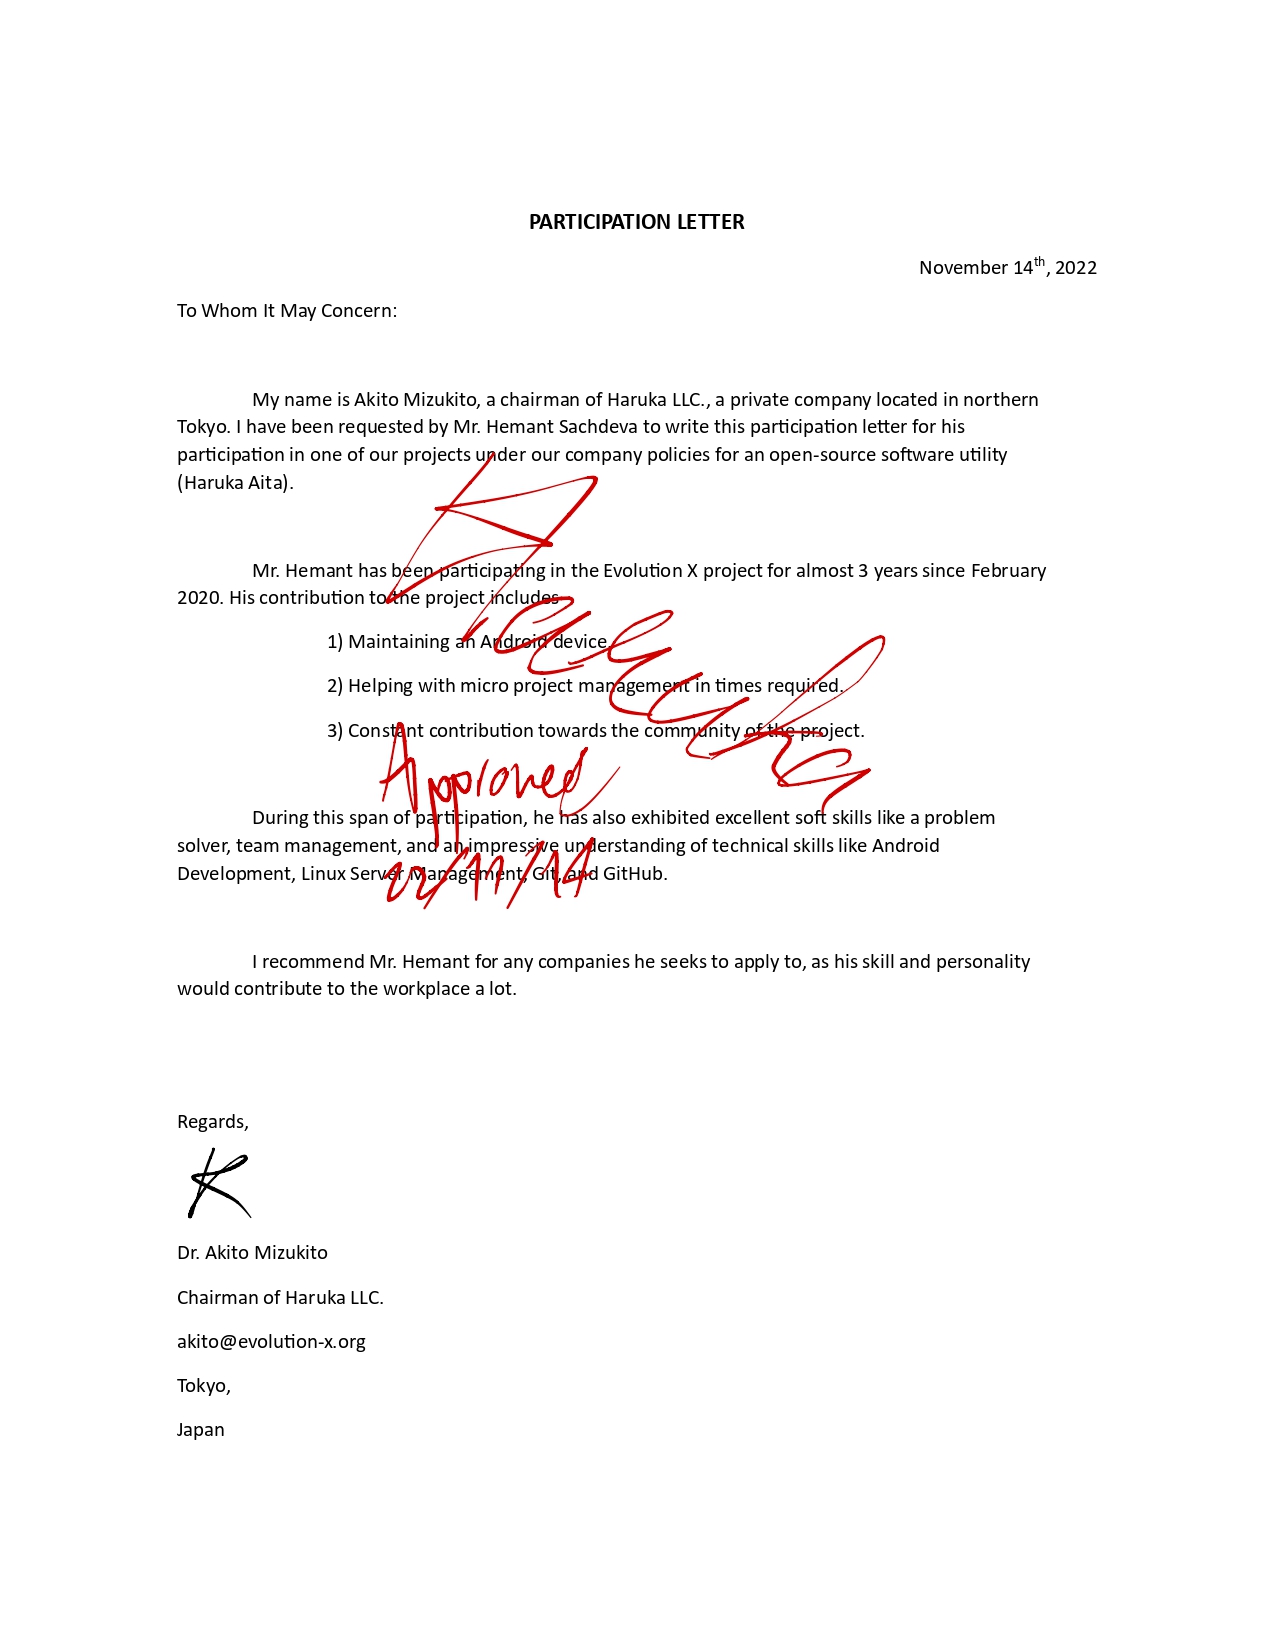 PARTICIPATION LETTER
November 14th, 2022
To Whom It May Concern:
My name is Akito Mizukito, a chairman of Haruka LLC., a private company located in northern
Tokyo. I have been requested by Mr. Hemant Sachdeva to write this participation letter for his
participation in one of our projects under our company policies for an open-source software utility
(Haruka Aita).
Mr. Hemant has been participating in the Evolution X project for almost 3 years since February
2020. His contribution to the project includes
1) Maintaining an Android device.
2) Helping with micro project management in times required.
3) Constant contribution towards the community of the project.
Approved
During this span of participation, he has also exhibited excellent soft skills like a problem
solver, team management, and an impressive understanding of technical skills like Android
Development, Linux Server Management, Git, and GitHub.
22/11/14
I recommend Mr. Hemant for any companies he seeks to apply to, as his skill and personality
would contribute to the workplace a lot.
Regards,
Dr. Akito Mizukito
Chairman of Haruka LLC.
akito@evolution-x.org
Tokyo,
Japan